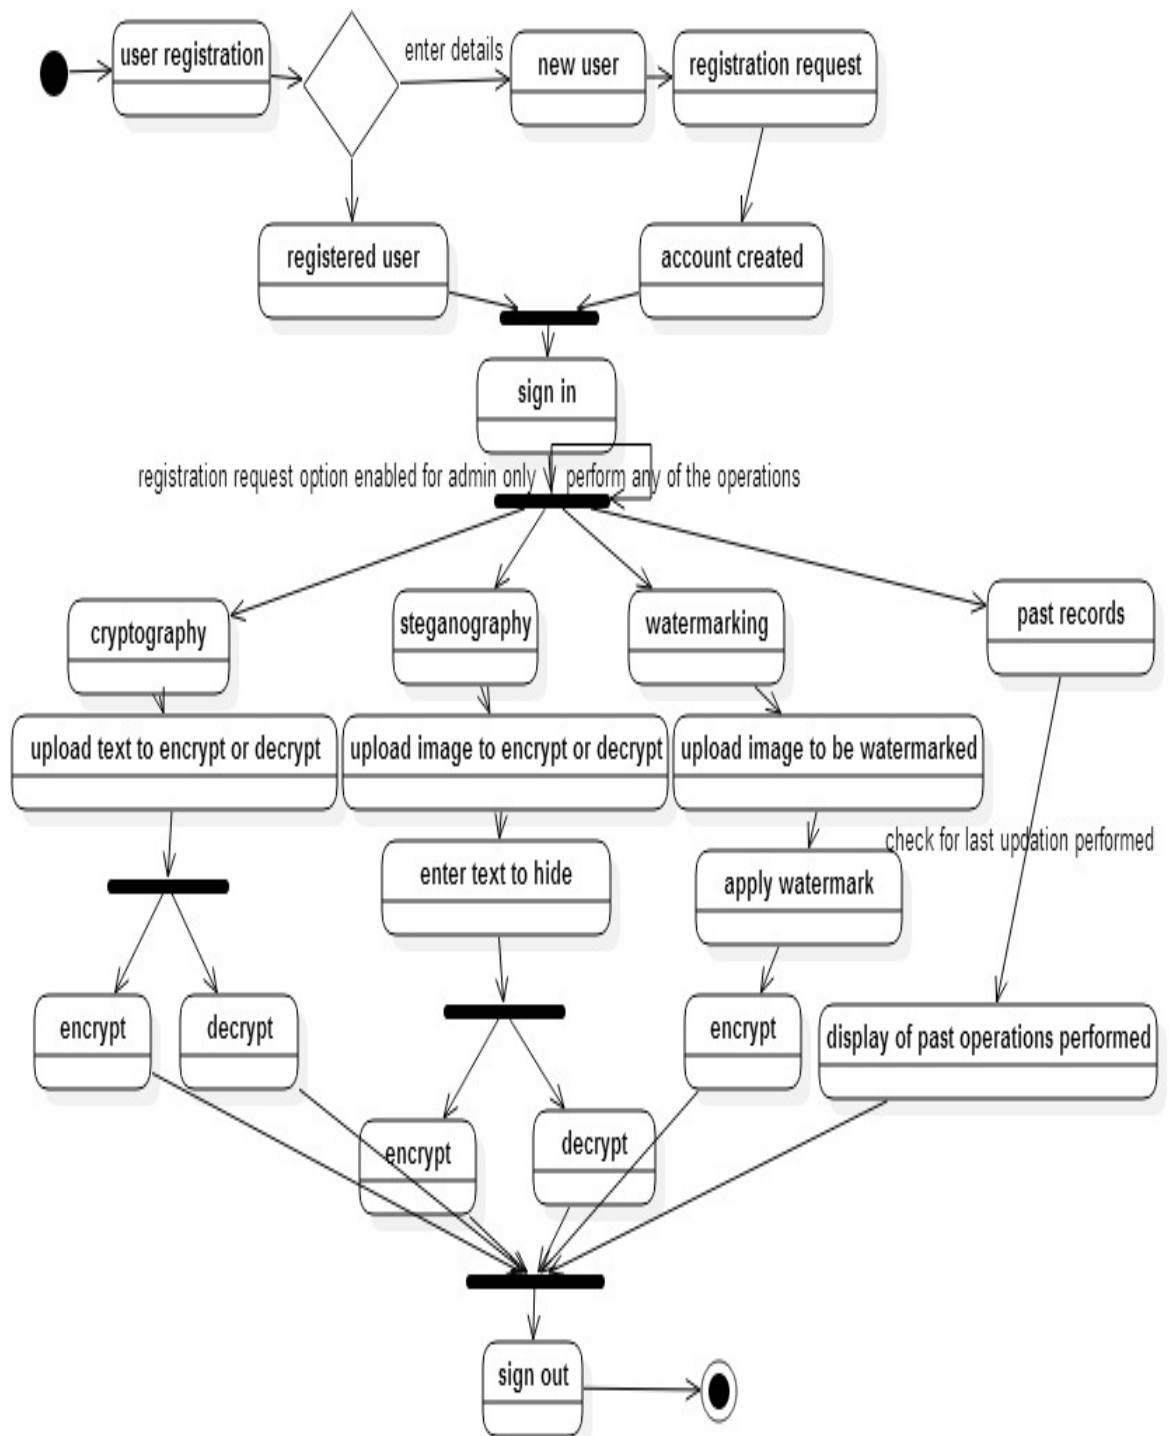 user registration
enter details
new user
registration request
registered user
account created
sign in
registration request option enabled for admin only
perform any of the operations
cryptography
steganography
watermarking
past records
upload text to encrypt or decrypt
upload image to encrypt or decrypt
upload image to be watermarked
check for last updation performed
enter text to hide
apply watermark
encrypt
decrypt
encrypt
display of past operations performed
encrypt
decrypt
sign out